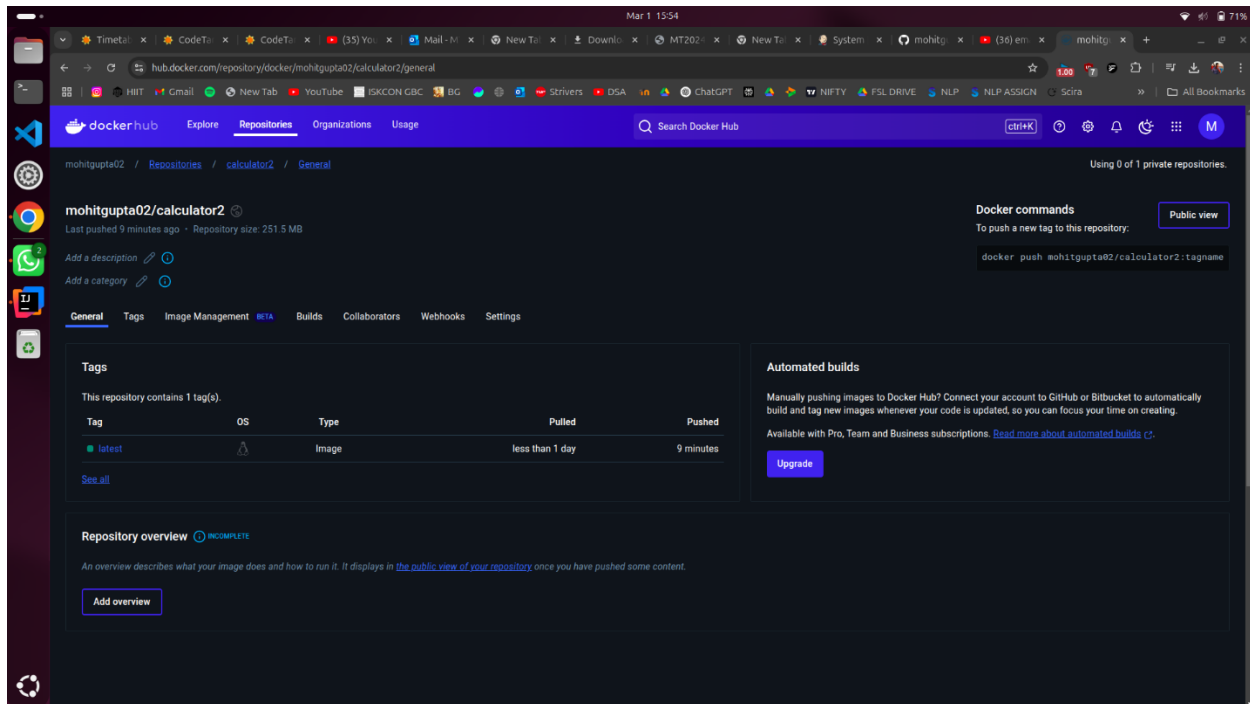 Mar 1 15:54
71%
Timetab CodeTa CodeTa (35) You Mail - M New Tab Downlo MT2024 New Tab System mohitg (36) em mohitg
hub.docker.com/repository/docker/mohitgupta02/calculator2/general
1.00 7
HIIT Gmail New Tab YouTube ISKCON GBC BG Strivers DSA ChatGPT NIFTY FSL DRIVE NLP NLP ASSIGN Scira » All Bookmarks
dockerhub Explore Repositories Organizations Usage Search Docker Hub ctrl+K M
mohitgupta02 / Repositories / calculator2 / General
Using 0 of 1 private repositories.
mohitgupta02/calculator2
Last pushed 9 minutes ago · Repository size: 251.5 MB
Add a description
Add a category
Docker commands
To push a new tag to this repository:
Public view
docker push mohitgupta02/calculator2:tagname
General Tags Image Management BETA Builds Collaborators Webhooks Settings
Tags
This repository contains 1 tag(s).
Tag OS Type Pulled Pushed
latest Image less than 1 day 9 minutes
See all
Automated builds
Manually pushing images to Docker Hub? Connect your account to GitHub or Bitbucket to automatically
build and tag new images whenever your code is updated, so you can focus your time on creating.
Available with Pro, Team and Business subscriptions. Read more about automated builds.
Upgrade
Repository overview INCOMPLETE
An overview describes what your image does and how to run it. It displays in the public view of your repository once you have pushed some content.
Add overview
2
IJ